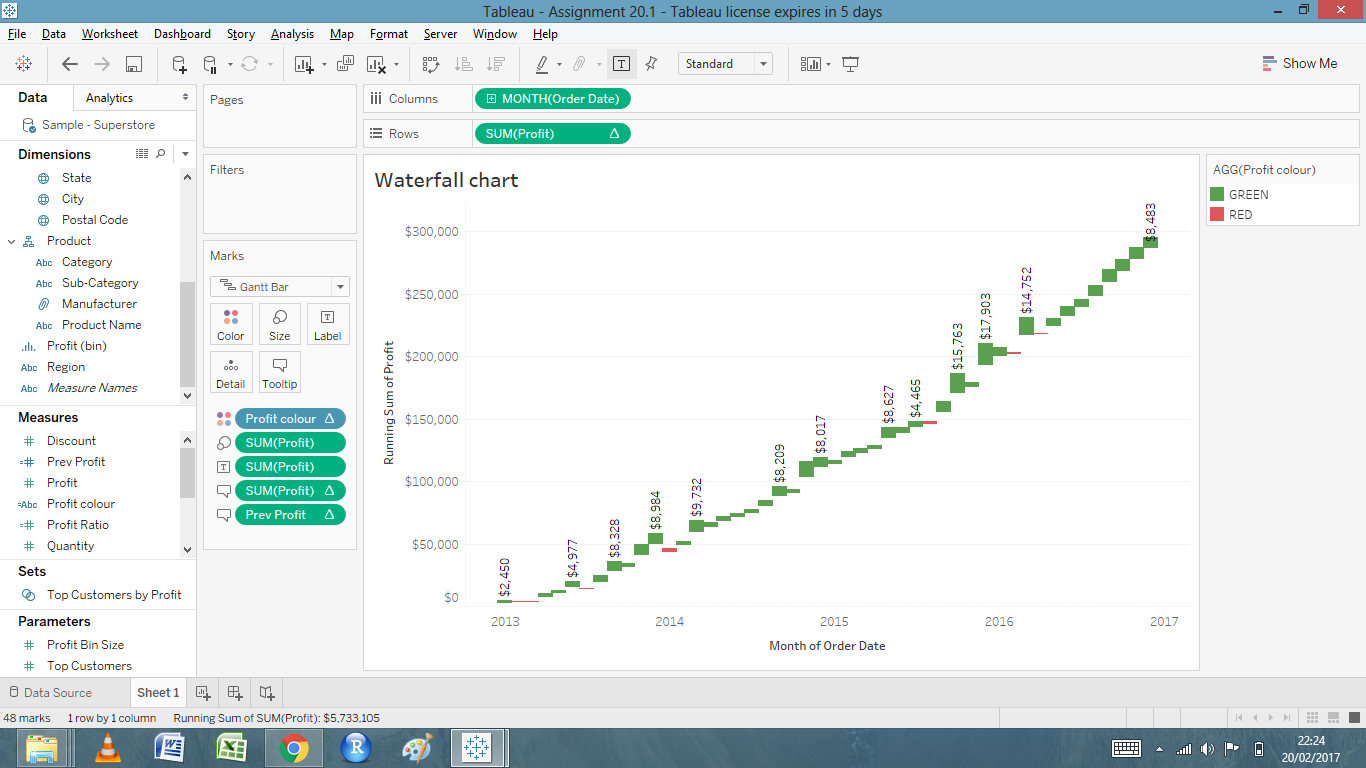 Tableau - Assignment 20.1 - Tableau license expires in 5 days
File Data Worksheet Dashboard Story Analysis Map Format Server Window Help
Standard
Show Me
Data Analytics
Sample - Superstore
Dimensions
State
City
Postal Code
Product
Abc Category
Abc Sub-Category
Manufacturer
Abc Product Name
Profit (bin)
Abc Region
Abc Measure Names
Measures
# Discount
=# Prev Profit
# Profit
=Abc Profit colour
=# Profit Ratio
# Quantity
Sets
Top Customers by Profit
Parameters
# Profit Bin Size
# Top Customers
Pages
Filters
Marks
Gantt Bar
Color Size Label
Detail Tooltip
Profit colour Δ
SUM(Profit)
SUM(Profit)
SUM(Profit) Δ
Prev Profit Δ
Columns MONTH(Order Date)
Rows SUM(Profit) Δ
Waterfall chart
Running Sum of Profit
$300,000
$250,000
$200,000
$150,000
$100,000
$50,000
$0
$2,450
$4,977
$8,328
$8,984
$9,732
$8,209
$8,017
$8,627
$4,465
$15,763
$17,903
$14,752
$8,483
2013 2014 2015 2016 2017
Month of Order Date
AGG(Profit colour)
GREEN
RED
Data Source Sheet 1
48 marks 1 row by 1 column Running Sum of SUM(Profit): $5,733,105
22:24
20/02/2017